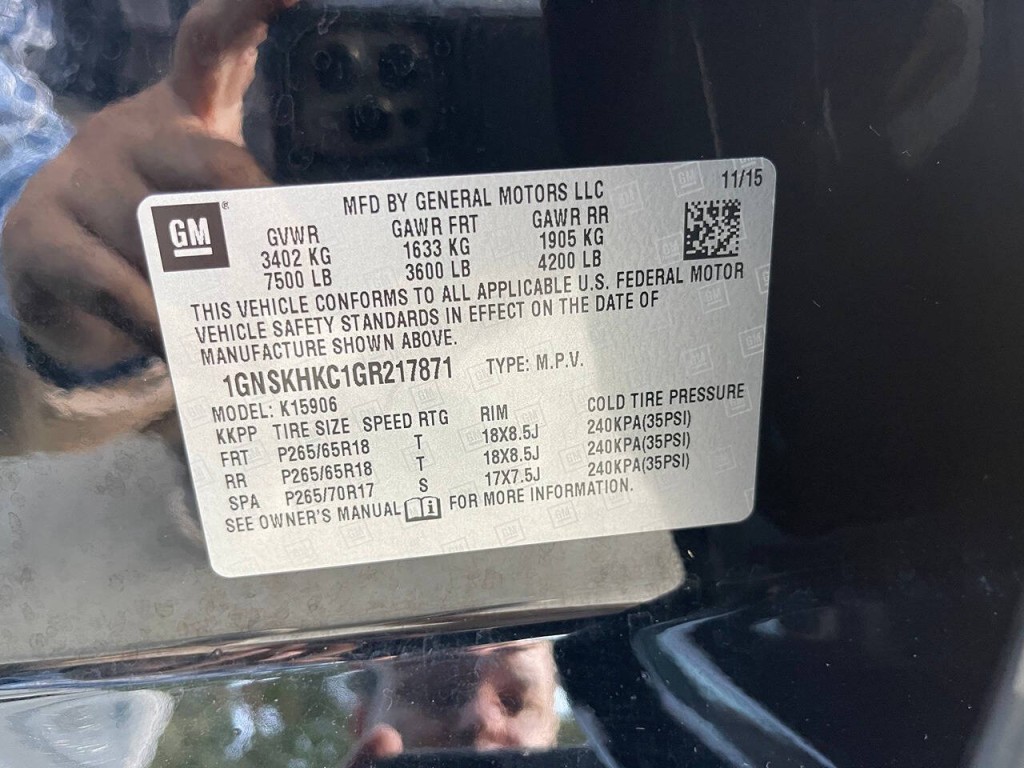 GM ®
MFD BY GENERAL MOTORS LLC 11/15
GVWR GAWR FRT GAWR RR
3402 KG 1633 KG 1905 KG
7500 LB 3600 LB 4200 LB
THIS VEHICLE CONFORMS TO ALL APPLICABLE U.S. FEDERAL MOTOR
VEHICLE SAFETY STANDARDS IN EFFECT ON THE DATE OF
MANUFACTURE SHOWN ABOVE.
1GNSKHKC1GR217871 TYPE: M.P.V.
MODEL: K15906
KKPP TIRE SIZE SPEED RTG RIM COLD TIRE PRESSURE
FRT P265/65R18 T 18X8.5J 240KPA(35PSI)
RR P265/65R18 T 18X8.5J 240KPA(35PSI)
SPA P265/70R17 S 17X7.5J 240KPA(35PSI)
SEE OWNER'S MANUAL i FOR MORE INFORMATION.